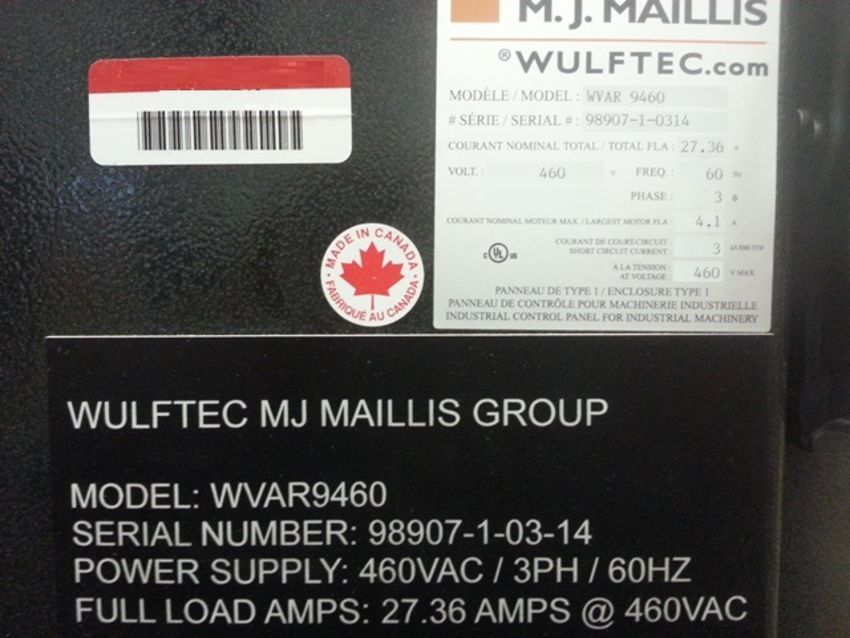 M.J. MAILLIS
® WULFTEC.com
MODÈLE / MODEL : WVAR 9460
# SÉRIE / SERIAL # : 98907-1-0314
COURANT NOMINAL TOTAL / TOTAL FLA : 27.36 A
VOLT. : 460 V FREQ. : 60 Hz
PHASE : 3 Φ
COURANT NOMINAL MOTEUR MAX. / LARGEST MOTOR FLA : 4.1 A
COURANT DE COURT-CIRCUIT
SHORT CIRCUIT CURRENT : 3 kA RMS SYM
c UL us
À LA TENSION :
AT VOLTAGE : 460 V MAX.
PANNEAU DE TYPE 1 / ENCLOSURE TYPE 1
PANNEAU DE CONTRÔLE POUR MACHINERIE INDUSTRIELLE
INDUSTRIAL CONTROL PANEL FOR INDUSTRIAL MACHINERY
MADE IN CANADA
FABRIQUÉ AU CANADA
WULFTEC MJ MAILLIS GROUP
MODEL: WVAR9460
SERIAL NUMBER: 98907-1-03-14
POWER SUPPLY: 460VAC / 3PH / 60HZ
FULL LOAD AMPS: 27.36 AMPS @ 460VAC